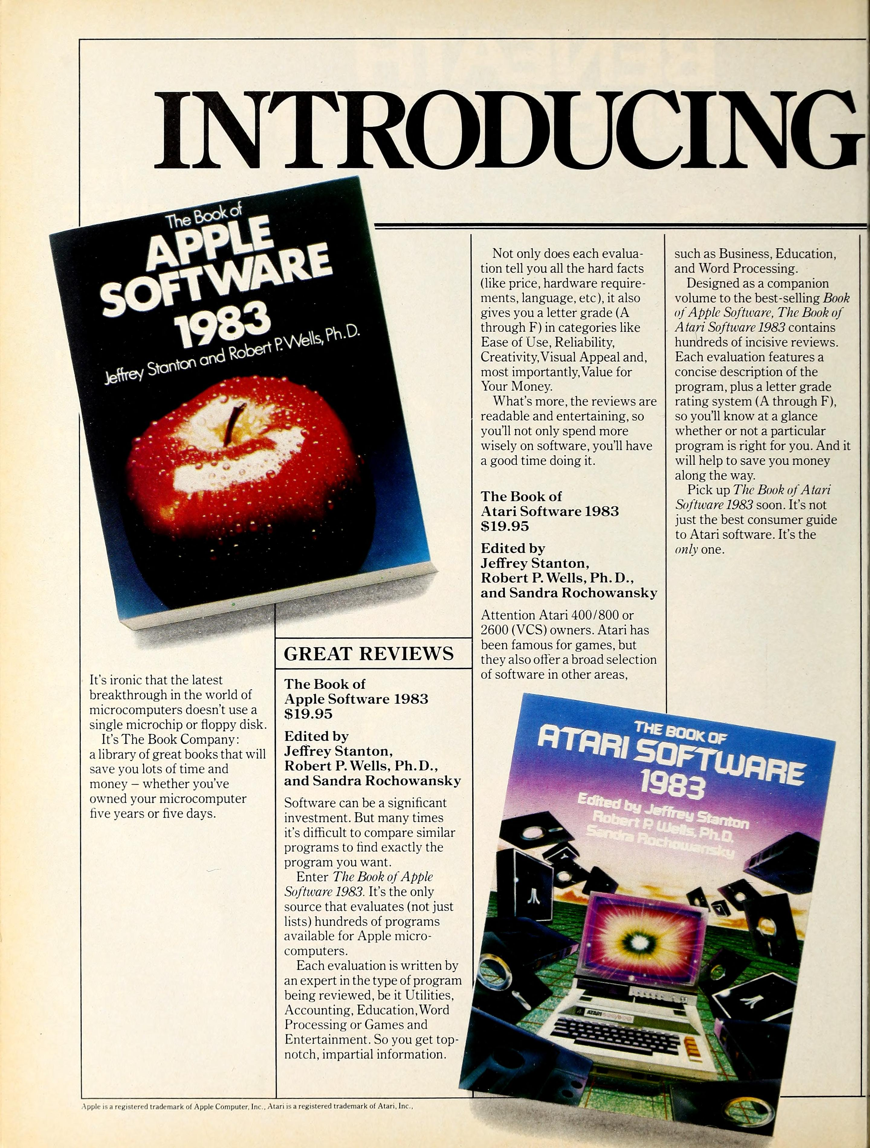 INTRODUCING
The Book of
APPLE
SOFTWARE
1983
Jeffrey Stanton and Robert P. Wells, Ph.D.
It's ironic that the latest
breakthrough in the world of
microcomputers doesn't use a
single microchip or floppy disk.
It's The Book Company:
a library of great books that will
save you lots of time and
money – whether you've
owned your microcomputer
five years or five days.
GREAT REVIEWS
The Book of
Apple Software 1983
$19.95
Edited by
Jeffrey Stanton,
Robert P. Wells, Ph.D.,
and Sandra Rochowansky
Software can be a significant
investment. But many times
it's difficult to compare similar
programs to find exactly the
program you want.
Enter The Book of Apple
Software 1983. It's the only
source that evaluates (not just
lists) hundreds of programs
available for Apple micro-
computers.
Each evaluation is written by
an expert in the type of program
being reviewed, be it Utilities,
Accounting, Education, Word
Processing or Games and
Entertainment. So you get top-
notch, impartial information.
Not only does each evalua-
tion tell you all the hard facts
(like price, hardware require-
ments, language, etc), it also
gives you a letter grade (A
through F) in categories like
Ease of Use, Reliability,
Creativity, Visual Appeal and,
most importantly, Value for
Your Money.
What's more, the reviews are
readable and entertaining, so
you'll not only spend more
wisely on software, you'll have
a good time doing it.
The Book of
Atari Software 1983
$19.95
Edited by
Jeffrey Stanton,
Robert P. Wells, Ph. D.,
and Sandra Rochowansky
Attention Atari 400/800 or
2600 (VCS) owners. Atari has
been famous for games, but
they also offer a broad selection
of software in other areas,
such as Business, Education,
and Word Processing.
Designed as a companion
volume to the best-selling Book
of Apple Software, The Book of
Atari Software 1983 contains
hundreds of incisive reviews.
Each evaluation features a
concise description of the
program, plus a letter grade
rating system (A through F),
so you'll know at a glance
whether or not a particular
program is right for you. And it
will help to save you money
along the way.
Pick up The Book of Atari
Software 1983 soon. It's not
just the best consumer guide
to Atari software. It's the
only one.
THE BOOK OF
ATARI SOFTWARE
1983
Edited by Jeffrey Stanton
Robert P. Wells, Ph.D.
Sandra Rochowansky
ATARI
Apple is a registered trademark of Apple Computer, Inc., Atari is a registered trademark of Atari, Inc.,